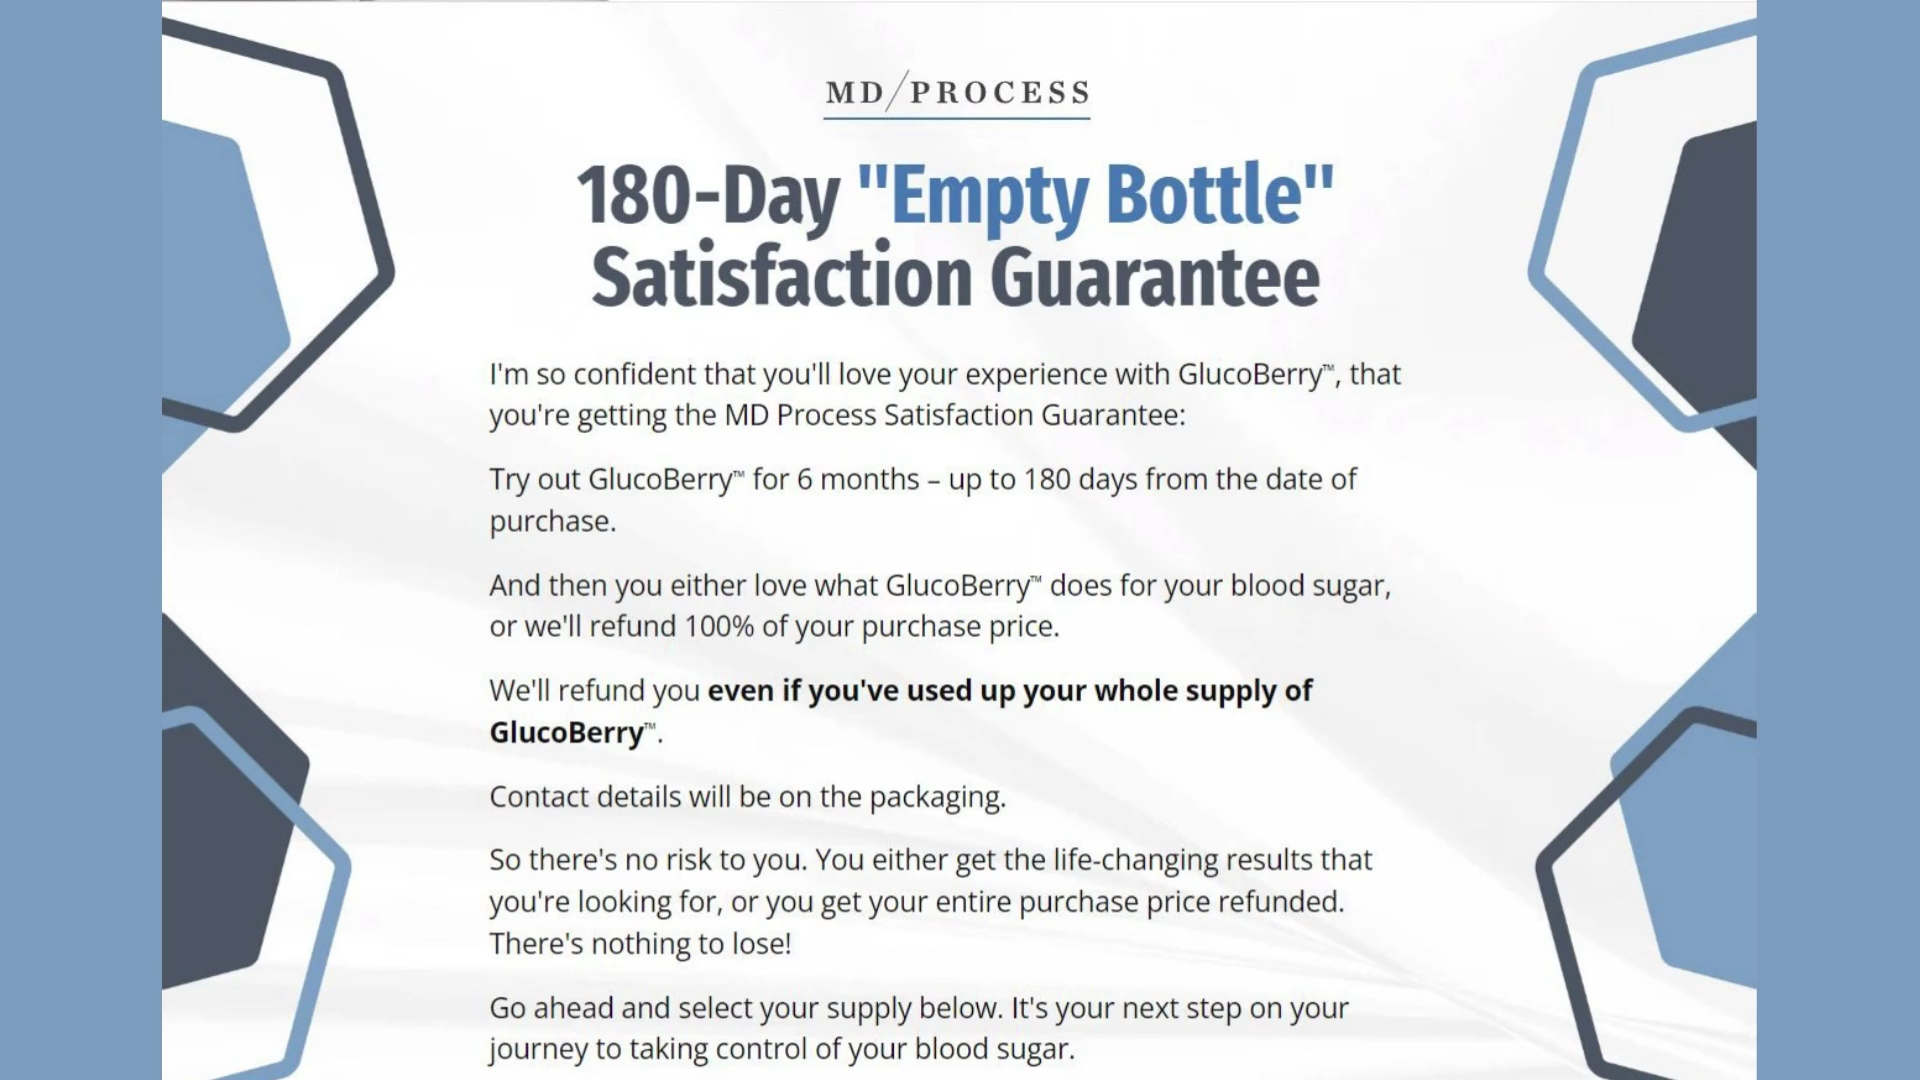 MD/PROCESS
180-Day "Empty Bottle"
Satisfaction Guarantee
I'm so confident that you'll love your experience with GlucoBerry™, that
you're getting the MD Process Satisfaction Guarantee:
Try out GlucoBerry™ for 6 months – up to 180 days from the date of
purchase.
And then you either love what GlucoBerry™ does for your blood sugar,
or we'll refund 100% of your purchase price.
We'll refund you even if you've used up your whole supply of
GlucoBerry™.
Contact details will be on the packaging.
So there's no risk to you. You either get the life-changing results that
you're looking for, or you get your entire purchase price refunded.
There's nothing to lose!
Go ahead and select your supply below. It's your next step on your
journey to taking control of your blood sugar.